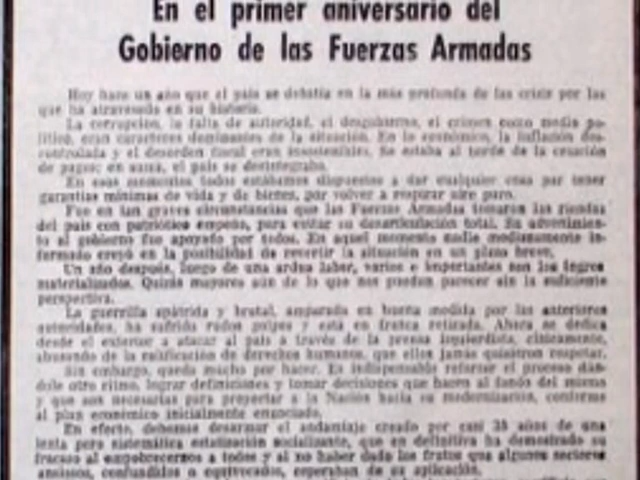 En el primer aniversario del
Gobierno de las Fuerzas Armadas
Hoy hace un año que el país se debatía en la más profunda de las crisis por las
que ha atravesado en su historia.
La corrupción, la falta de autoridad, el desgobierno, el crimen como medio po-
lítico, eran caracteres dominantes de la situación. En lo económico, la inflación des-
controlada y el desorden fiscal eran insostenibles. Se estaba al borde de la cesación
de pagos; en suma, el país se desintegraba.
En esos momentos todos estábamos dispuestos a dar cualquier cosa por tener
garantías mínimas de vida y de bienes, por volver a respirar aire puro.
Fue en tan graves circunstancias que las Fuerzas Armadas tomaron las riendas
del país con patriótico empeño, para evitar su desarticulación total. Su advenimien-
to al gobierno fue apoyado por todos. En aquel momento nadie medianamente in-
formado creyó en la posibilidad de revertir la situación en un plazo breve.
Un año después, luego de una ardua labor, varios e importantes son los logros
materializados. Quizás mayores aún de lo que nos puedan parecer sin la suficiente
perspectiva.
La guerrilla apátrida y brutal, amparada en buena medida por las anteriores
autoridades, ha sufrido rudos golpes y está en franca retirada. Ahora se dedica
desde el exterior a atacar al país a través de la prensa izquierdista, cínicamente,
abusando de la calificación de derechos humanos, que ellos jamás quisieron respetar.
Sin embargo, queda mucho por hacer. Es indispensable retomar el proceso dán-
dole otro ritmo, lograr definiciones y tomar decisiones que hacen al fondo del mismo
y que son necesarias para proyectar a la Nación hacia su modernización, conforme
al plan económico inicialmente enunciado.
En efecto, debemos desarmar el andamiaje creado por casi 35 años de una
lenta pero sistemática estatización socializante, que en definitiva ha demostrado su
fracaso al empobrecernos a todos y al no haber dado los frutos que algunos sectores
ansiosos, confundidos o equivocados, esperaban de su aplicación.